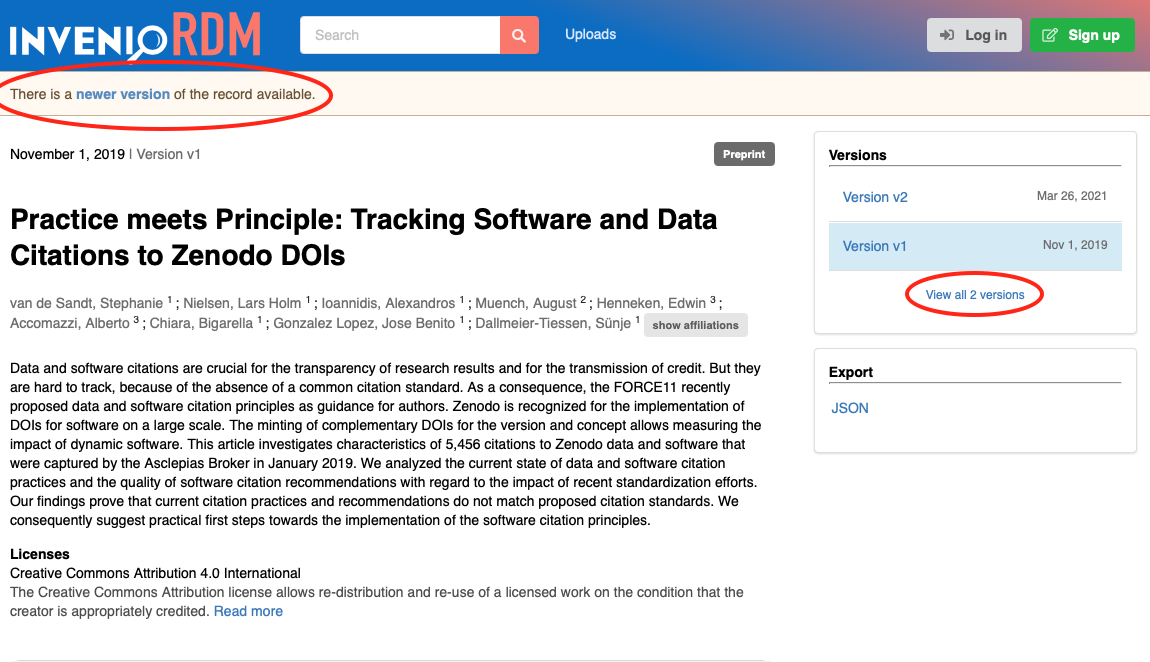 INVENIORDM
Search
Uploads
Log in
Sign up
There is a newer version of the record available.
November 1, 2019 | Version v1
Preprint
Practice meets Principle: Tracking Software and Data
Citations to Zenodo DOIs
van de Sandt, Stephanie 1 ; Nielsen, Lars Holm 1 ; Ioannidis, Alexandros 1 ; Muench, August 2 ; Henneken, Edwin 3 ;
Accomazzi, Alberto 3 ; Chiara, Bigarella 1 ; Gonzalez Lopez, Jose Benito 1 ; Dallmeier-Tiessen, Sünje 1 show affiliations
Data and software citations are crucial for the transparency of research results and for the transmission of credit. But they
are hard to track, because of the absence of a common citation standard. As a consequence, the FORCE11 recently
proposed data and software citation principles as guidance for authors. Zenodo is recognized for the implementation of
DOIs for software on a large scale. The minting of complementary DOIs for the version and concept allows measuring the
impact of dynamic software. This article investigates characteristics of 5,456 citations to Zenodo data and software that
were captured by the Asclepias Broker in January 2019. We analyzed the current state of data and software citation
practices and the quality of software citation recommendations with regard to the impact of recent standardization efforts.
Our findings prove that current citation practices and recommendations do not match proposed citation standards. We
consequently suggest practical first steps towards the implementation of the software citation principles.
Licenses
Creative Commons Attribution 4.0 International
The Creative Commons Attribution license allows re-distribution and re-use of a licensed work on the condition that the
creator is appropriately credited. Read more
Versions
Version v2 Mar 26, 2021
Version v1 Nov 1, 2019
View all 2 versions
Export
JSON